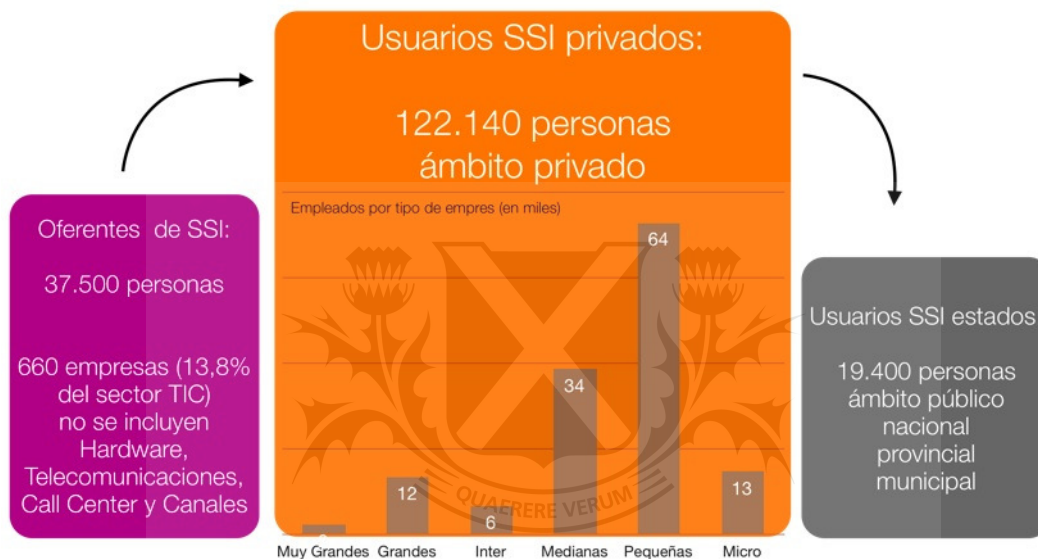 Usuarios SSI privados:
122.140 personas
ámbito privado
Empleados por tipo de empres (en miles)
64
34
12
13
6
Muy Grandes Grandes Inter Medianas Pequeñas Micro
QUAERERE VERUM
Oferentes de SSI:
37.500 personas
660 empresas (13,8%
del sector TIC)
no se incluyen
Hardware,
Telecomunicaciones,
Call Center y Canales
Usuarios SSI estados
19.400 personas
ámbito público
nacional
provincial
municipal